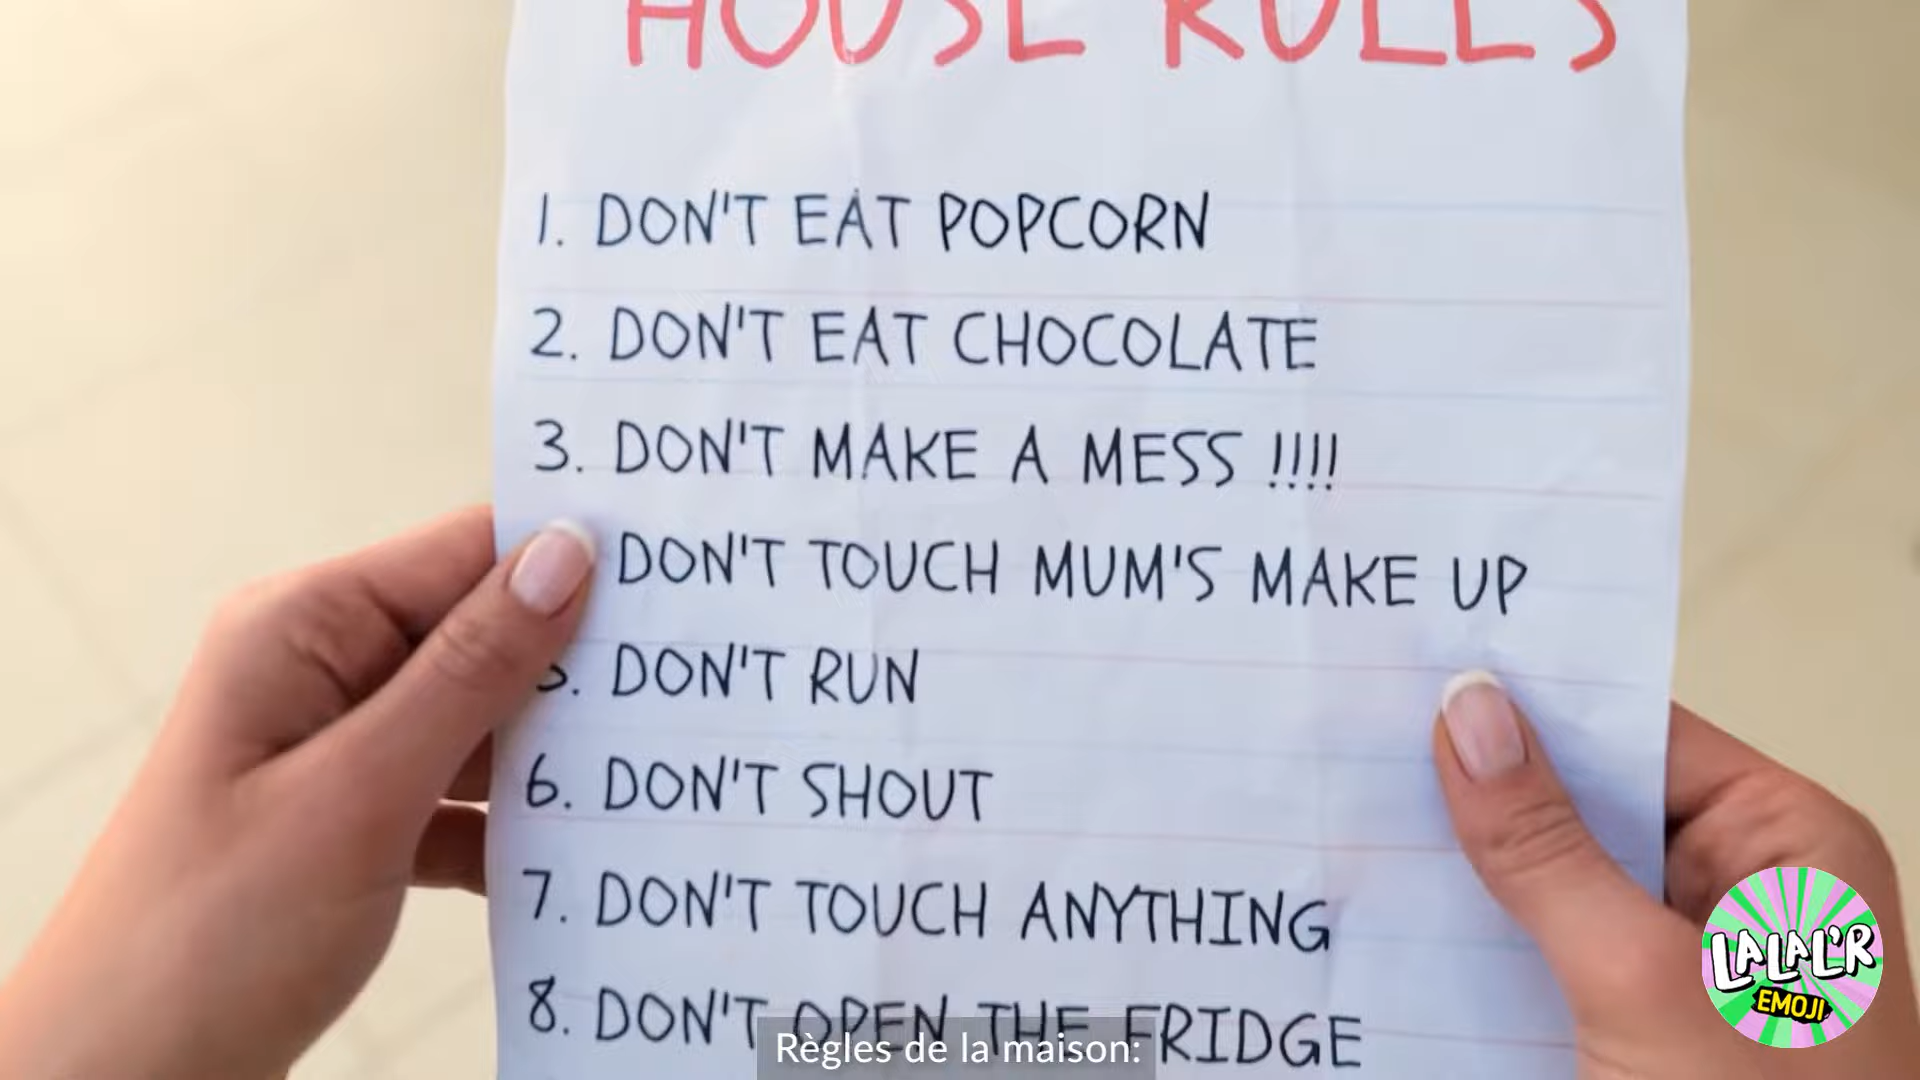 HOUSE RULES
1. DON'T EAT POPCORN
2. DON'T EAT CHOCOLATE
3. DON'T MAKE A MESS !!!!
DON'T TOUCH MUM'S MAKE UP
5. DON'T RUN
6. DON'T SHOUT
7. DON'T TOUCH ANYTHING
8. DON'T OPEN THE FRIDGE
Règles de la maison:
LALAL'R
EMOJI